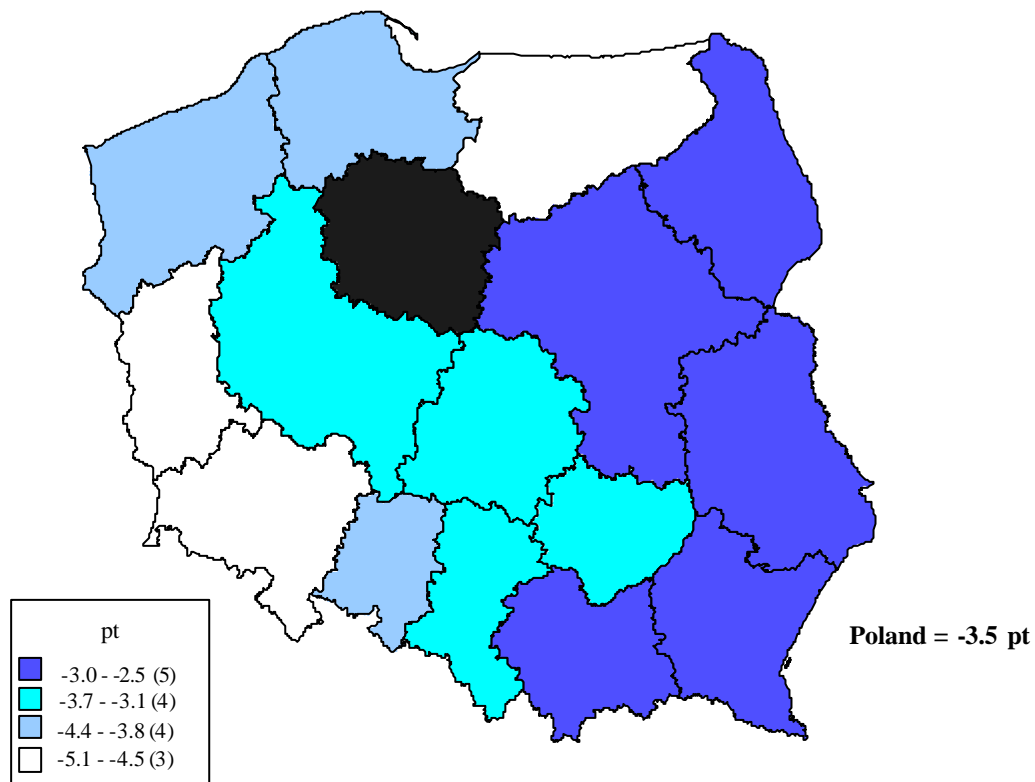 pt
-3.0 - -2.5 (5)
-3.7 - -3.1 (4)
-4.4 - -3.8 (4)
-5.1 - -4.5 (3)
Poland = -3.5 pt